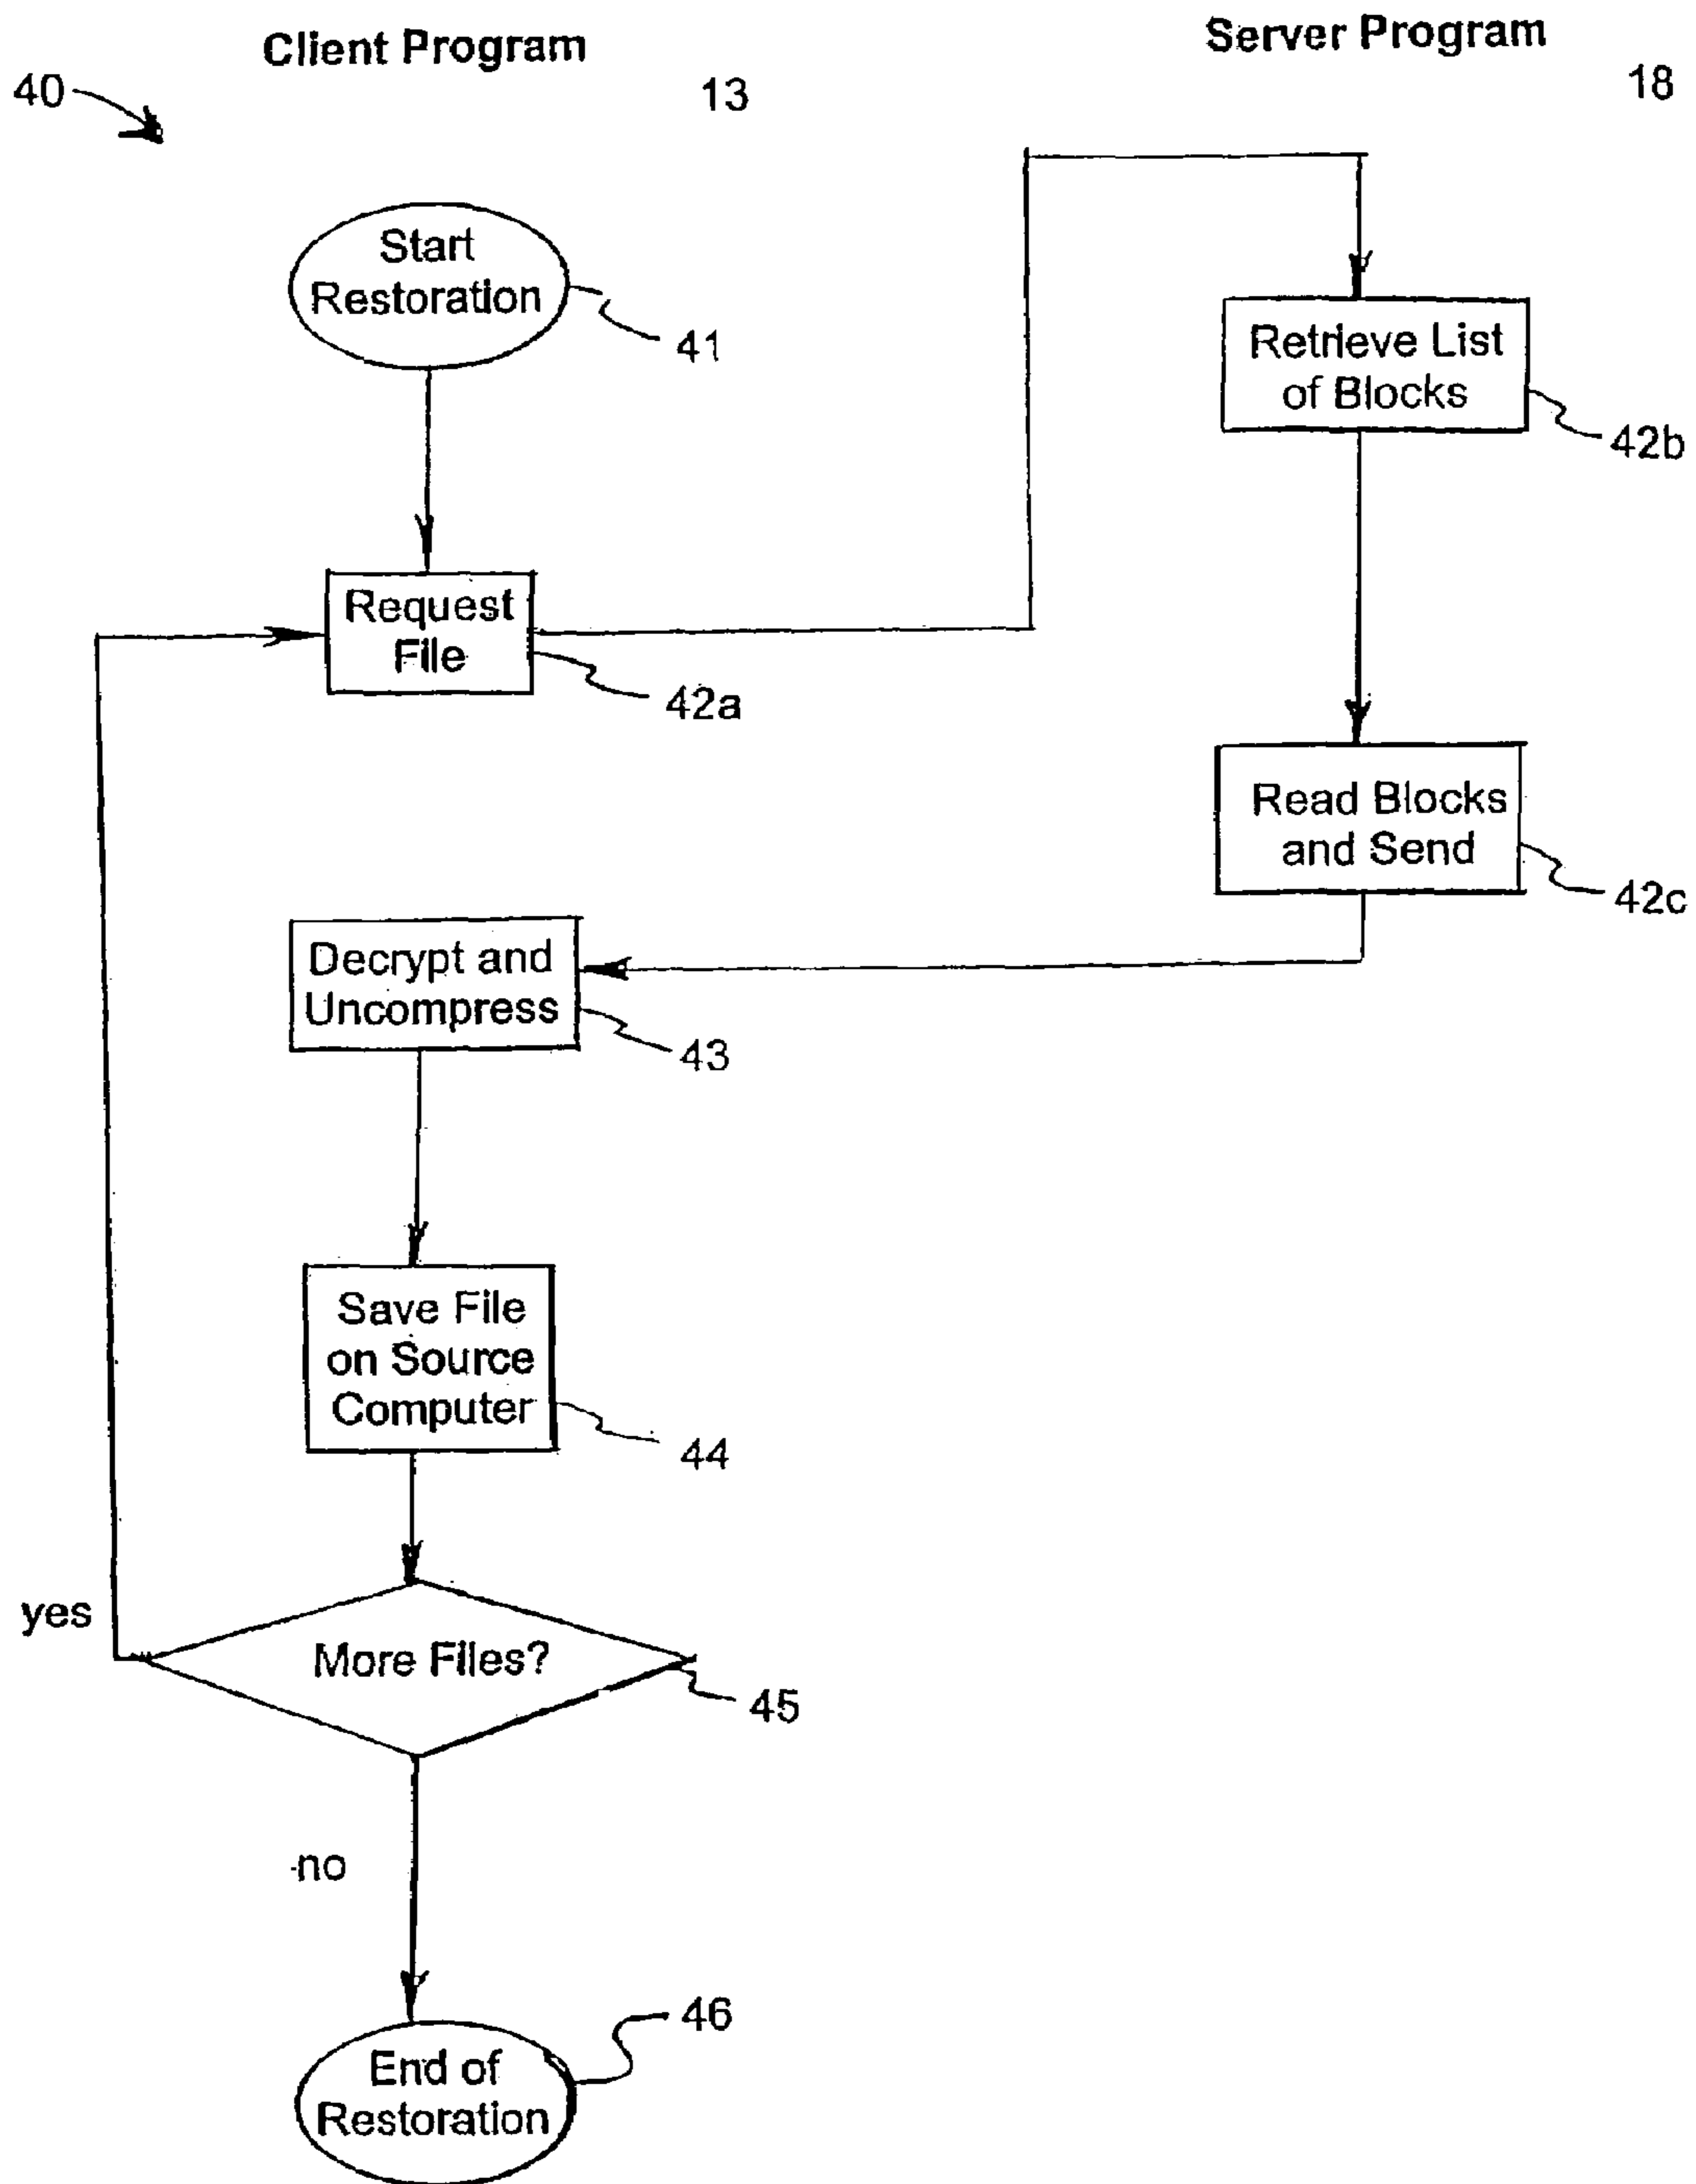 Client Program
Server Program
40
13
18
Start
Restoration
41
Retrieve List
of Blocks
42b
Request
File
42a
Read Blocks
and Send
42c
Decrypt and
Uncompress
43
Save File
on Source
Computer
44
yes
More Files?
45
no
46
End of
Restoration